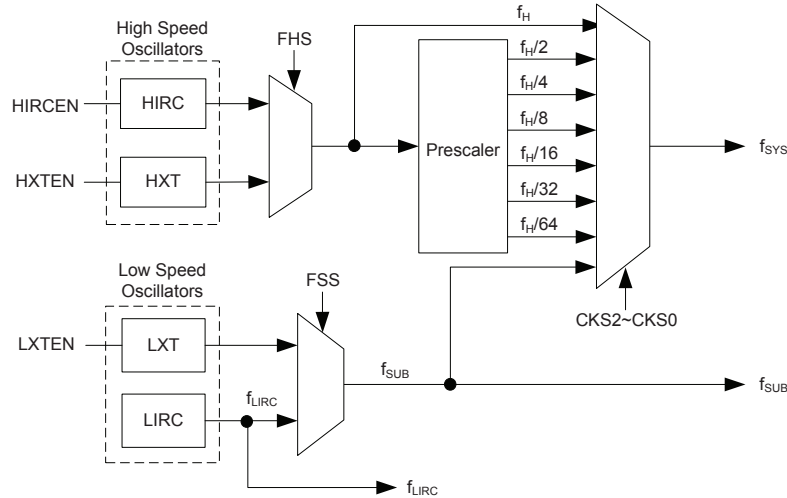 High Speed
Oscillators
FHS
f_H
HIRCEN
HIRC
HXTEN
HXT
Prescaler
f_H/2
f_H/4
f_H/8
f_H/16
f_H/32
f_H/64
f_SYS
CKS2~CKS0
Low Speed
Oscillators
FSS
LXTEN
LXT
LIRC
f_LIRC
f_SUB
f_SUB
f_LIRC